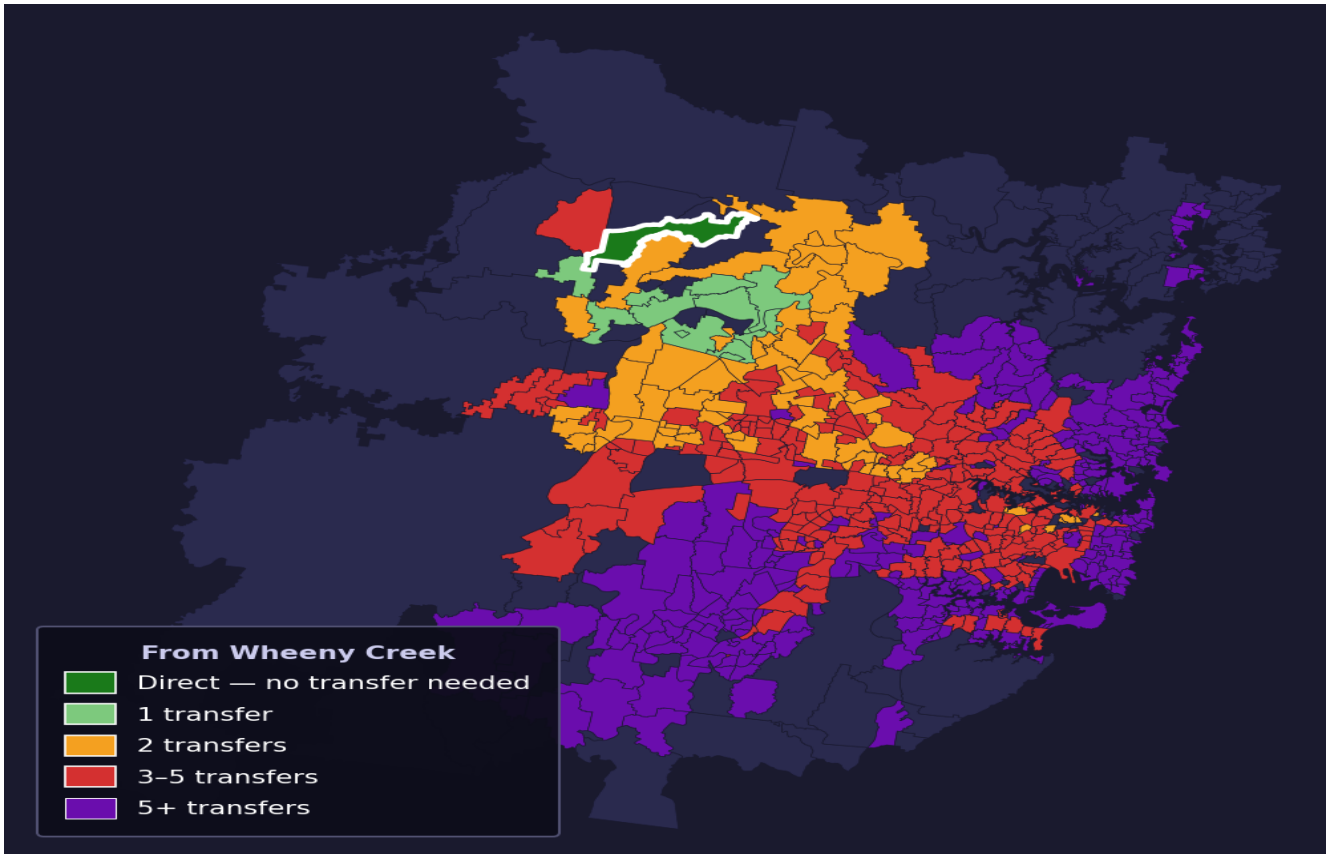 From Wheeny Creek
Direct — no transfer needed
1 transfer
2 transfers
3–5 transfers
5+ transfers